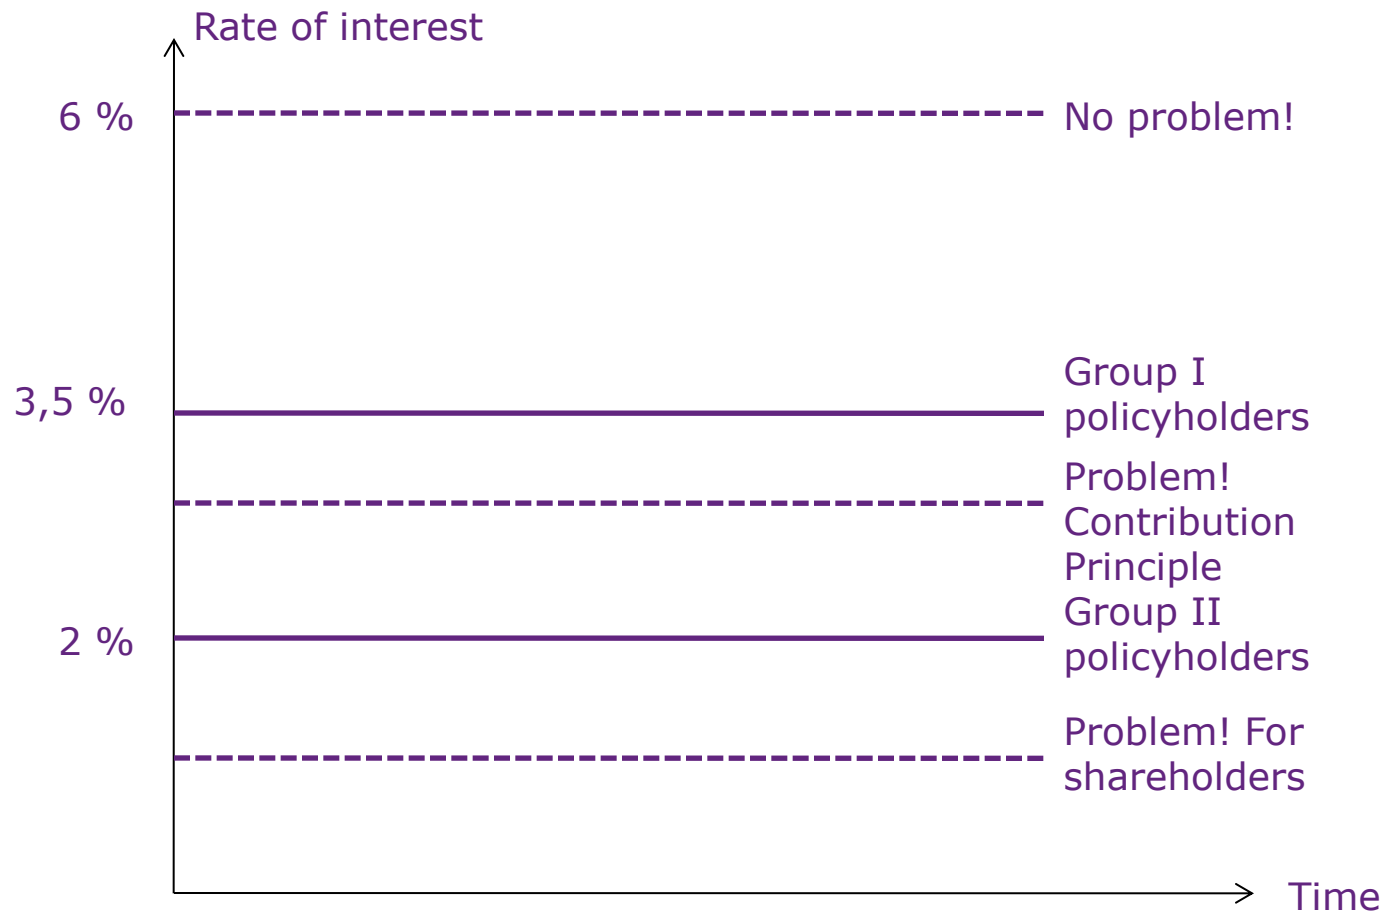 Rate of interest
6 %
No problem!
Group I
policyholders
3,5 %
Problem!
Contribution
Principle
Group II
policyholders
2 %
Problem! For
shareholders
Time